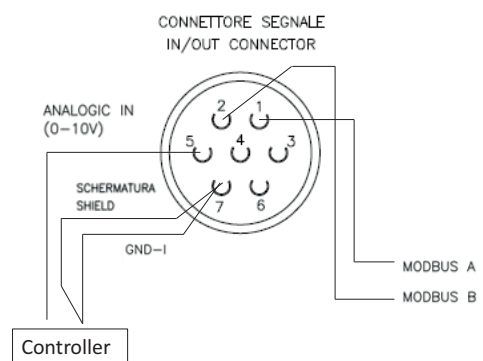 CONNETTORE SEGNALE
IN/OUT CONNECTOR
ANALOGIC IN
(0-10V)
2
1
5
4
3
SCHERMATURA
SHIELD
7
6
GND-I
MODBUS A
MODBUS B
Controller